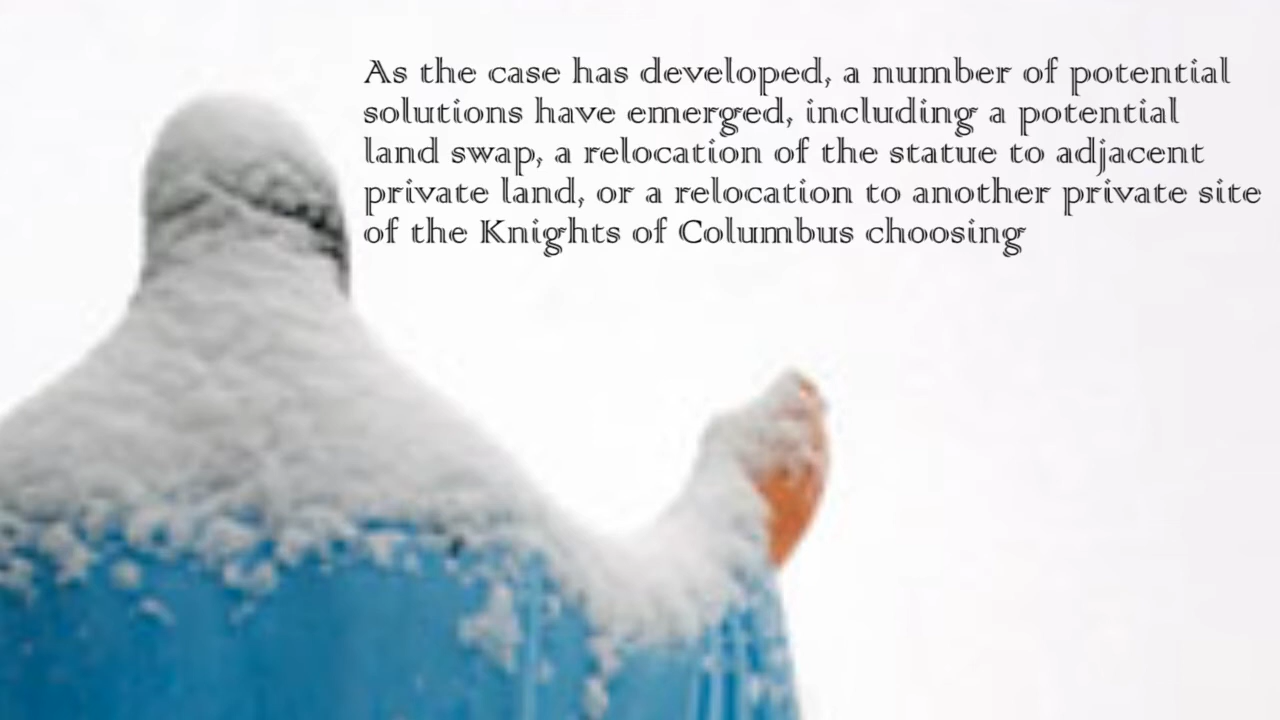 As the case has developed, a number of potential
solutions have emerged, including a potential
land swap, a relocation of the statue to adjacent
private land, or a relocation to another private site
of the Knights of Columbus choosing